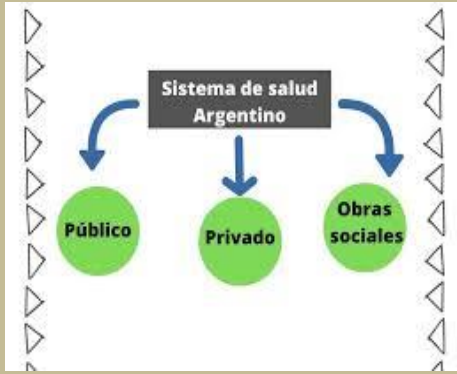 Sistema de salud
Argentino
Público
Privado
Obras
sociales